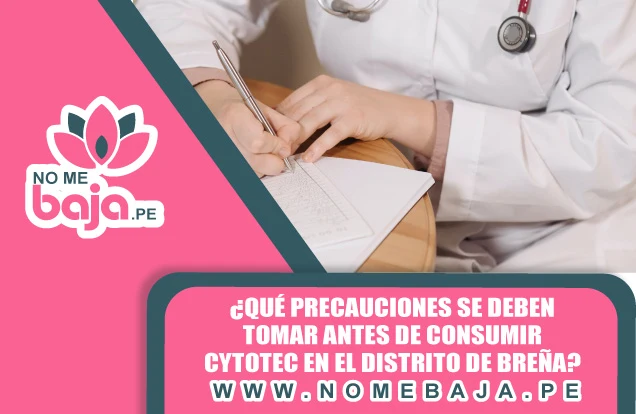 NO ME
baja.PE
¿QUÉ PRECAUCIONES SE DEBEN
TOMAR ANTES DE CONSUMIR
CYTOTEC EN EL DISTRITO DE BREÑA?
WWW.NOMEBAJA.PE